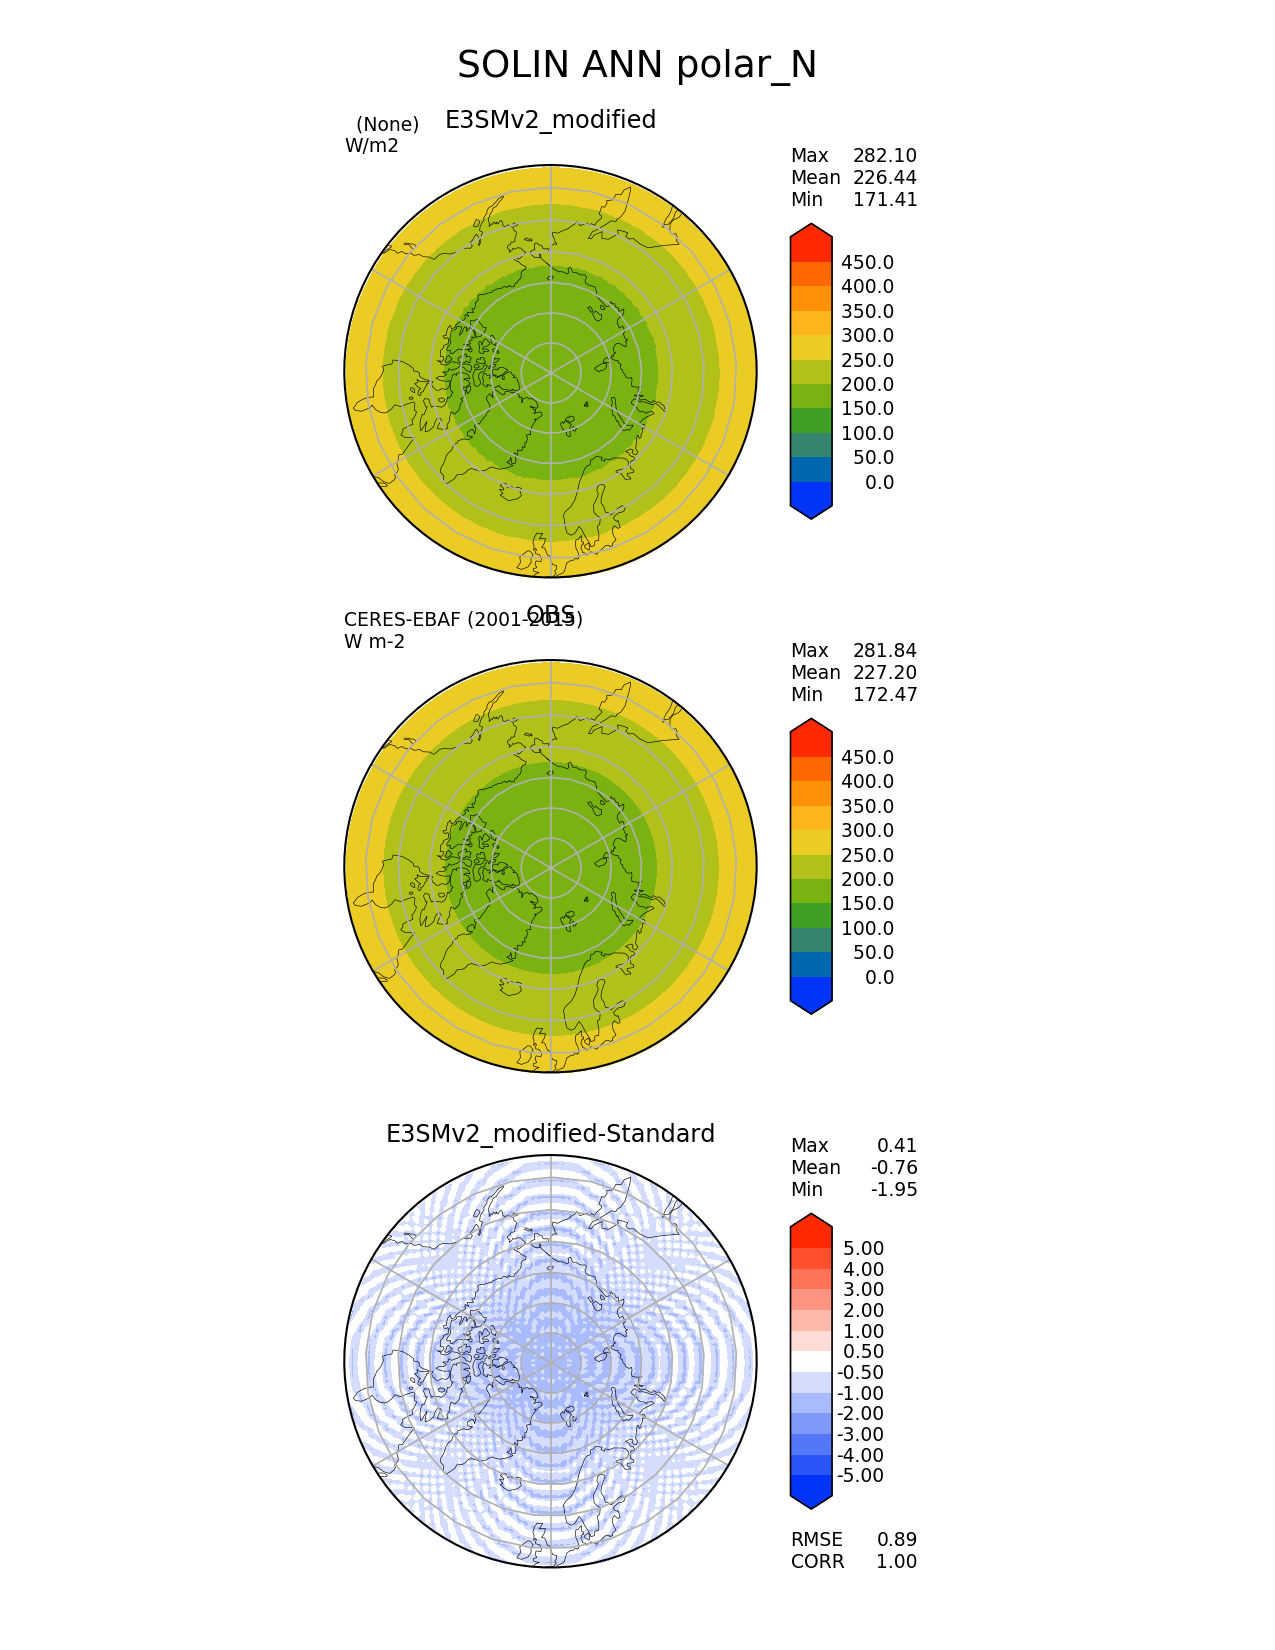 SOLIN ANN polar_N
(None) E3SMv2_modified
W/m2
Max 282.10
Mean 226.44
Min 171.41
450.0
400.0
350.0
300.0
250.0
200.0
150.0
100.0
50.0
0.0
OBS
CERES-EBAF (2001-2015)
W m-2
Max 281.84
Mean 227.20
Min 172.47
450.0
400.0
350.0
300.0
250.0
200.0
150.0
100.0
50.0
0.0
E3SMv2_modified-Standard
Max 0.41
Mean -0.76
Min -1.95
5.00
4.00
3.00
2.00
1.00
0.50
-0.50
-1.00
-2.00
-3.00
-4.00
-5.00
RMSE 0.89
CORR 1.00